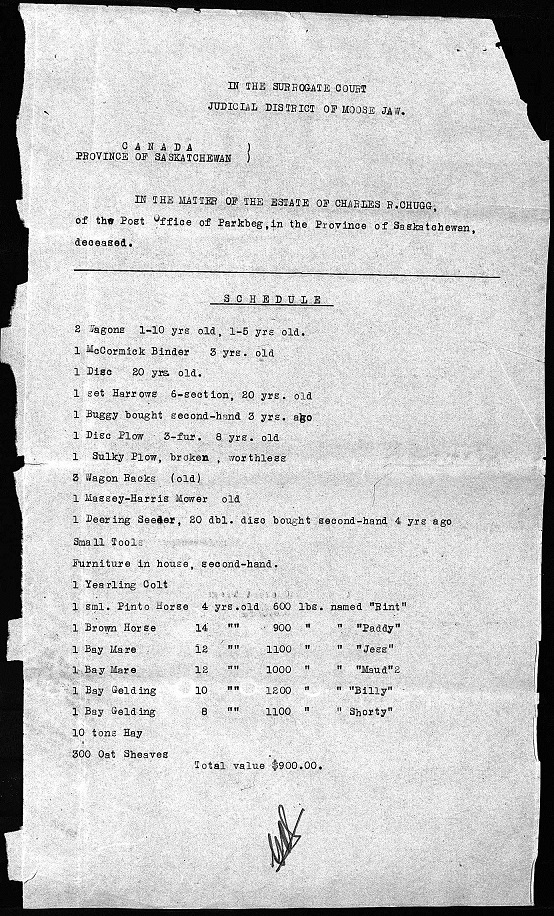 IN THE SURROGATE COURT
JUDICIAL DISTRICT OF MOOSE JAW.
C A N A D A )
PROVINCE OF SASKATCHEWAN )
IN THE MATTER OF THE ESTATE OF CHARLES R.CHUGG,
of the Post Office of Parkbeg,in the Province of Saskatchewan,
deceased.
S C H E D U L E
2 Wagons 1-10 yrs old, 1-5 yrs old.
1 McCormick Binder 3 yrs. old
1 Disc 20 yrs old.
1 set Harrows 6-section, 20 yrs. old
1 Buggy bought second-hand 3 yrs. ago
1 Disc Plow 3-fur. 8 yrs. old
1 Sulky Plow, broken , worthless
3 Wagon Racks (old)
1 Massey-Harris Mower old
1 Deering Seeder, 20 dbl. disc bought second-hand 4 yrs ago
Small Tools
Furniture in house, second-hand.
1 Yearling Colt
1 sml. Pinto Horse 4 yrs.old 600 lbs. named "Rint"
1 Brown Horse 14 "" 900 " " "Paddy"
1 Bay Mare 12 "" 1100 " " "Jess"
1 Bay Mare 12 "" 1000 " " "Maud"2
1 Bay Gelding 10 "" 1200 " " "Billy"
1 Bay Gelding 8 "" 1100 " " Shorty"
10 tons Hay
300 Oat Sheaves
Total value $900.00.